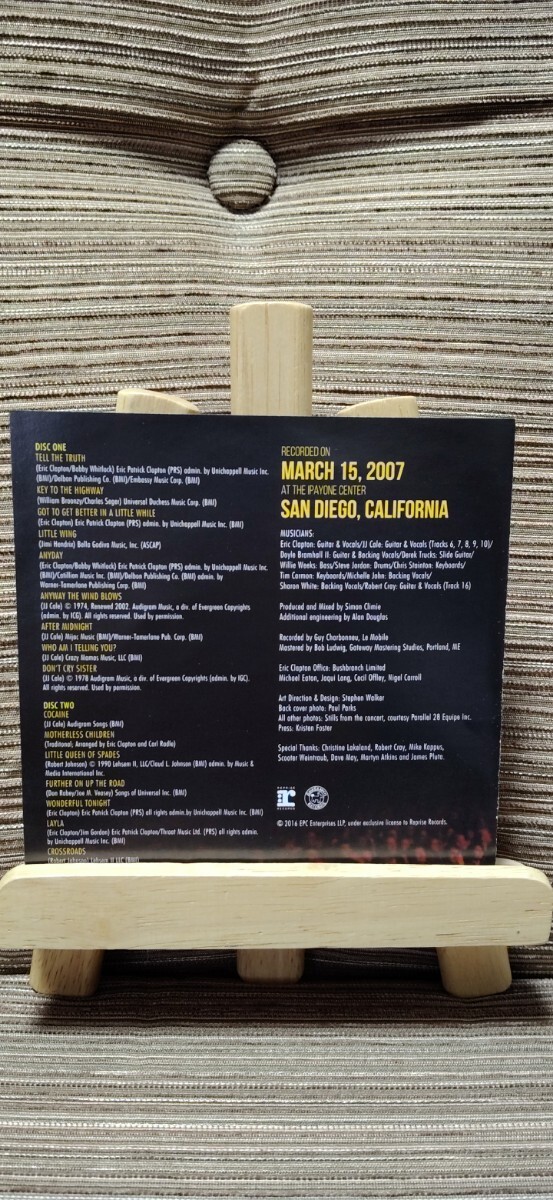 DISC ONE
TELL THE TRUTH
(Eric Clapton/Bobby Whitlock) Eric Patrick Clapton (PRS) admin. by Unichappell Music Inc.
(BMI)/Delbon Publishing Co. (BMI)/Embassy Music Corp. (BMI)
KEY TO THE HIGHWAY
(William Broonzy/Charles Segar) Universal Duchess Music Corp. (BMI)
GOT TO GET BETTER IN A LITTLE WHILE
(Eric Clapton) Eric Patrick Clapton (PRS) admin. by Unichappell Music Inc. (BMI)
LITTLE WING
(Jimi Hendrix) Bella Godiva Music, Inc. (ASCAP)
ANYDAY
(Eric Clapton/Bobby Whitlock) Eric Patrick Clapton (PRS) admin. by Unichappell Music Inc.
(BMI)/Cotillion Music Inc. (BMI)/Delbon Publishing Co. (BMI) admin. by
Warner-Tamerlane Publishing Corp. (BMI)
ANYWAY THE WIND BLOWS
(JJ Cale) © 1974, Renewed 2002. Audigram Music, a div. of Evergreen Copyrights
(admin. by ICG). All rights reserved. Used by permission.
AFTER MIDNIGHT
(JJ Cale) Mijac Music (BMI)/Warner-Tamerlane Pub. Corp. (BMI)
WHO AM I TELLING YOU?
(JJ Cale) Crazy Mamas Music, LLC (BMI)
DON'T CRY SISTER
(JJ Cale) © 1978 Audigram Music, a div. of Evergreen Copyrights (admin. by IGC).
All rights reserved. Used by permission.
DISC TWO
COCAINE
(JJ Cale) Audigram Songs (BMI)
MOTHERLESS CHILDREN
(Traditional, Arranged by Eric Clapton and Carl Radle)
LITTLE QUEEN OF SPADES
(Robert Johnson) © 1990 Lehsem II, LLC/Claud L. Johnson (BMI) admin. by Music &
Media International Inc.
FURTHER ON UP THE ROAD
(Don Robey/Joe M. Veasey) Songs of Universal Inc. (BMI)
WONDERFUL TONIGHT
(Eric Clapton) Eric Patrick Clapton (PRS) all rights admin.by Unichappell Music Inc. (BMI)
LAYLA
(Eric Clapton/Jim Gordon) Eric Patrick Clapton/Throat Music Ltd. (PRS) all rights admin.
by Unichappell Music Inc. (BMI)
CROSSROADS
(Robert Johnson) Lehsem II LLC (BMI)
RECORDED ON
MARCH 15, 2007
AT THE IPAYONE CENTER
SAN DIEGO, CALIFORNIA
MUSICIANS:
Eric Clapton: Guitar & Vocals/JJ Cale: Guitar & Vocals (Tracks 6, 7, 8, 9, 10)/
Doyle Bramhall II: Guitar & Backing Vocals/Derek Trucks: Slide Guitar/
Willie Weeks: Bass/Steve Jordan: Drums/Chris Stainton: Keyboards/
Tim Carmon: Keyboards/Michelle John: Backing Vocals/
Sharon White: Backing Vocals/Robert Cray: Guitar & Vocals (Track 16)
Produced and Mixed by Simon Climie
Additional engineering by Alan Douglas
Recorded by Guy Charbonneau, Le Mobile
Mastered by Bob Ludwig, Gateway Mastering Studios, Portland, ME
Eric Clapton Office: Bushbranch Limited
Michael Eaton, Jaqui Lang, Cecil Offley, Nigel Carroll
Art Direction & Design: Stephen Walker
Back cover photo: Paul Parks
All other photos: Stills from the concert, courtesy Parallel 28 Equipe Inc.
Press: Kristen Foster
Special Thanks: Christine Lakeland, Robert Cray, Mike Kappus,
Scooter Weintraub, Dave May, Martyn Atkins and James Pluta.
REPRISE
r
RECORDS
© 2016 EPC Enterprises LLP, under exclusive license to Reprise Records.